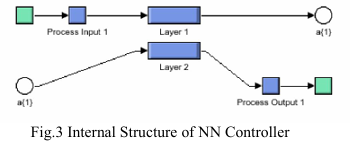 Process Input 1
Layer 1
a{1}
Layer 2
a{1}
Process Output 1
Fig.3 Internal Structure of NN Controller